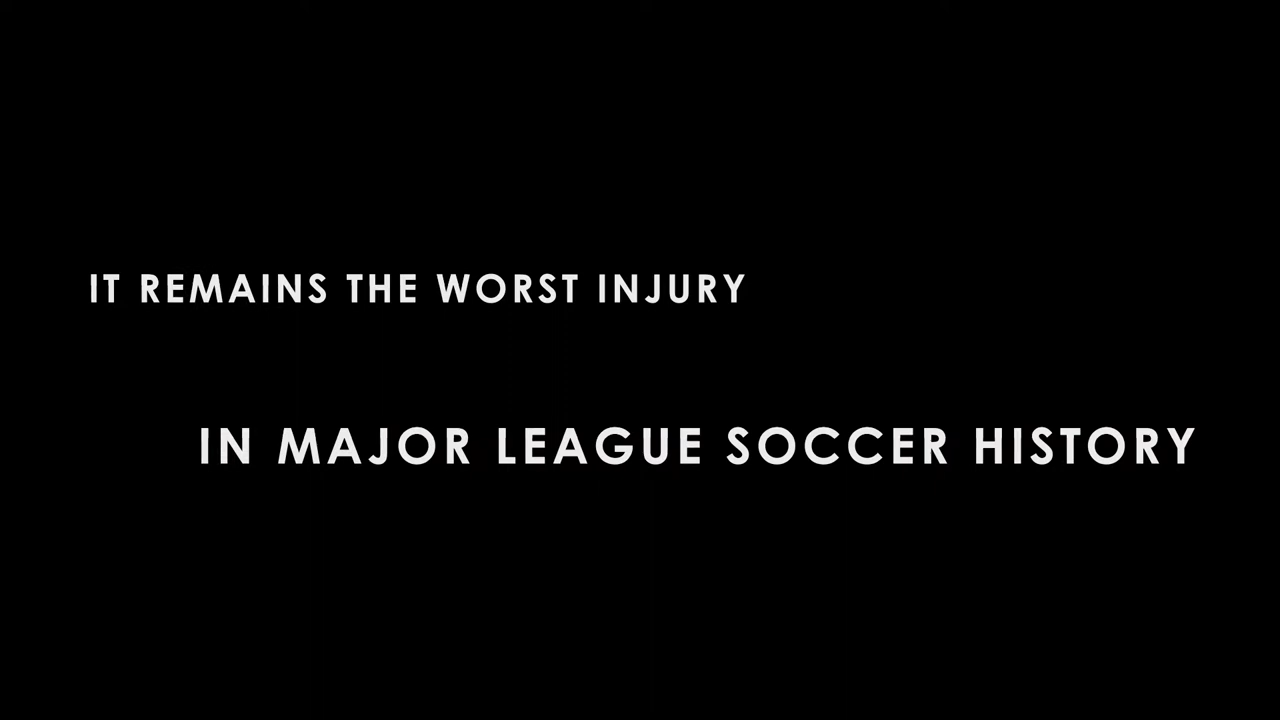 IT REMAINS THE WORST INJURY
IN MAJOR LEAGUE SOCCER HISTORY